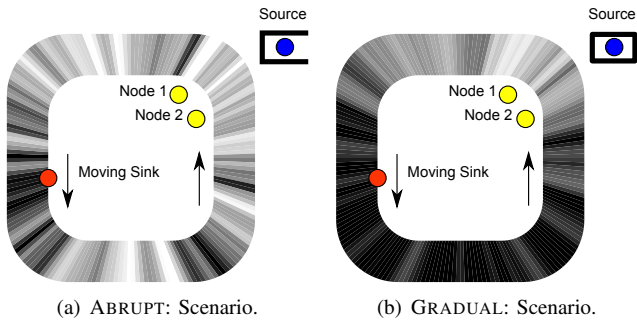 Source
Node 1
Node 2
Moving Sink
(a) ABRUPT: Scenario.
Source
Node 1
Node 2
Moving Sink
(b) GRADUAL: Scenario.